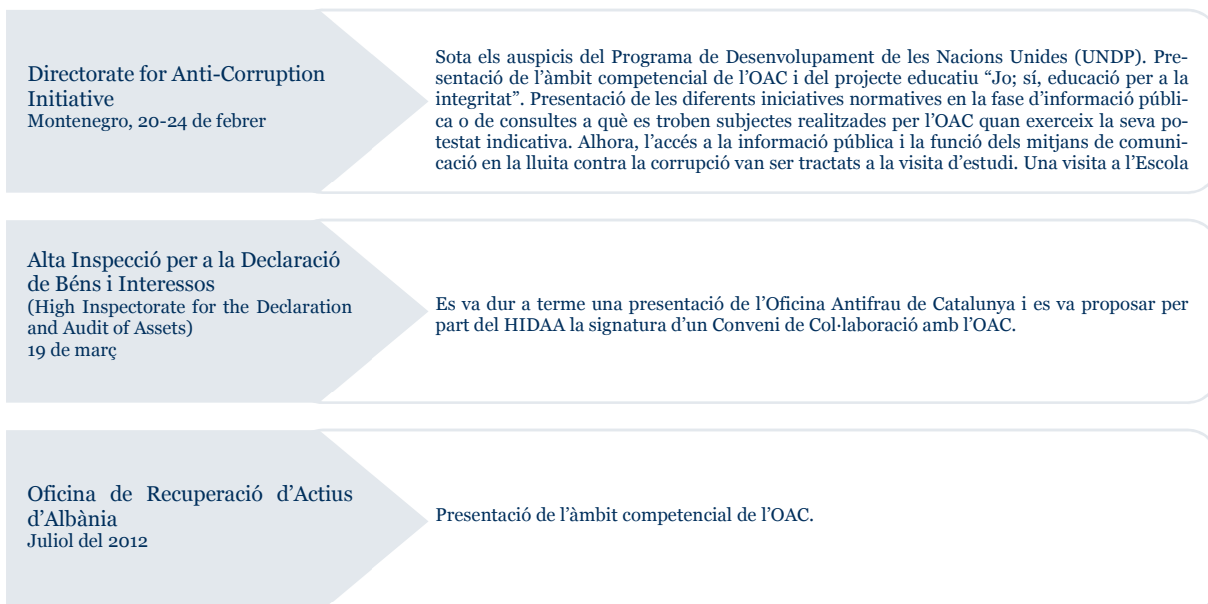 Directorate for Anti-Corruption
Initiative
Montenegro, 20-24 de febrer
Sota els auspicis del Programa de Desenvolupament de les Nacions Unides (UNDP). Pre-
sentació de l’àmbit competencial de l’OAC i del projecte educatiu “Jo; sí, educació per a la
integritat”. Presentació de les diferents iniciatives normatives en la fase d’informació públi-
ca o de consultes a què es troben subjectes realitzades per l’OAC quan exerceix la seva po-
testat indicativa. Alhora, l’accés a la informació pública i la funció dels mitjans de comuni-
cació en la lluita contra la corrupció van ser tractats a la visita d’estudi. Una visita a l’Escola
Alta Inspecció per a la Declaració
de Béns i Interessos
(High Inspectorate for the Declaration
and Audit of Assets)
19 de març
Es va dur a terme una presentació de l’Oficina Antifrau de Catalunya i es va proposar per
part del HIDAA la signatura d’un Conveni de Col·laboració amb l’OAC.
Oficina de Recuperació d’Actius
d’Albània
Juliol del 2012
Presentació de l’àmbit competencial de l’OAC.